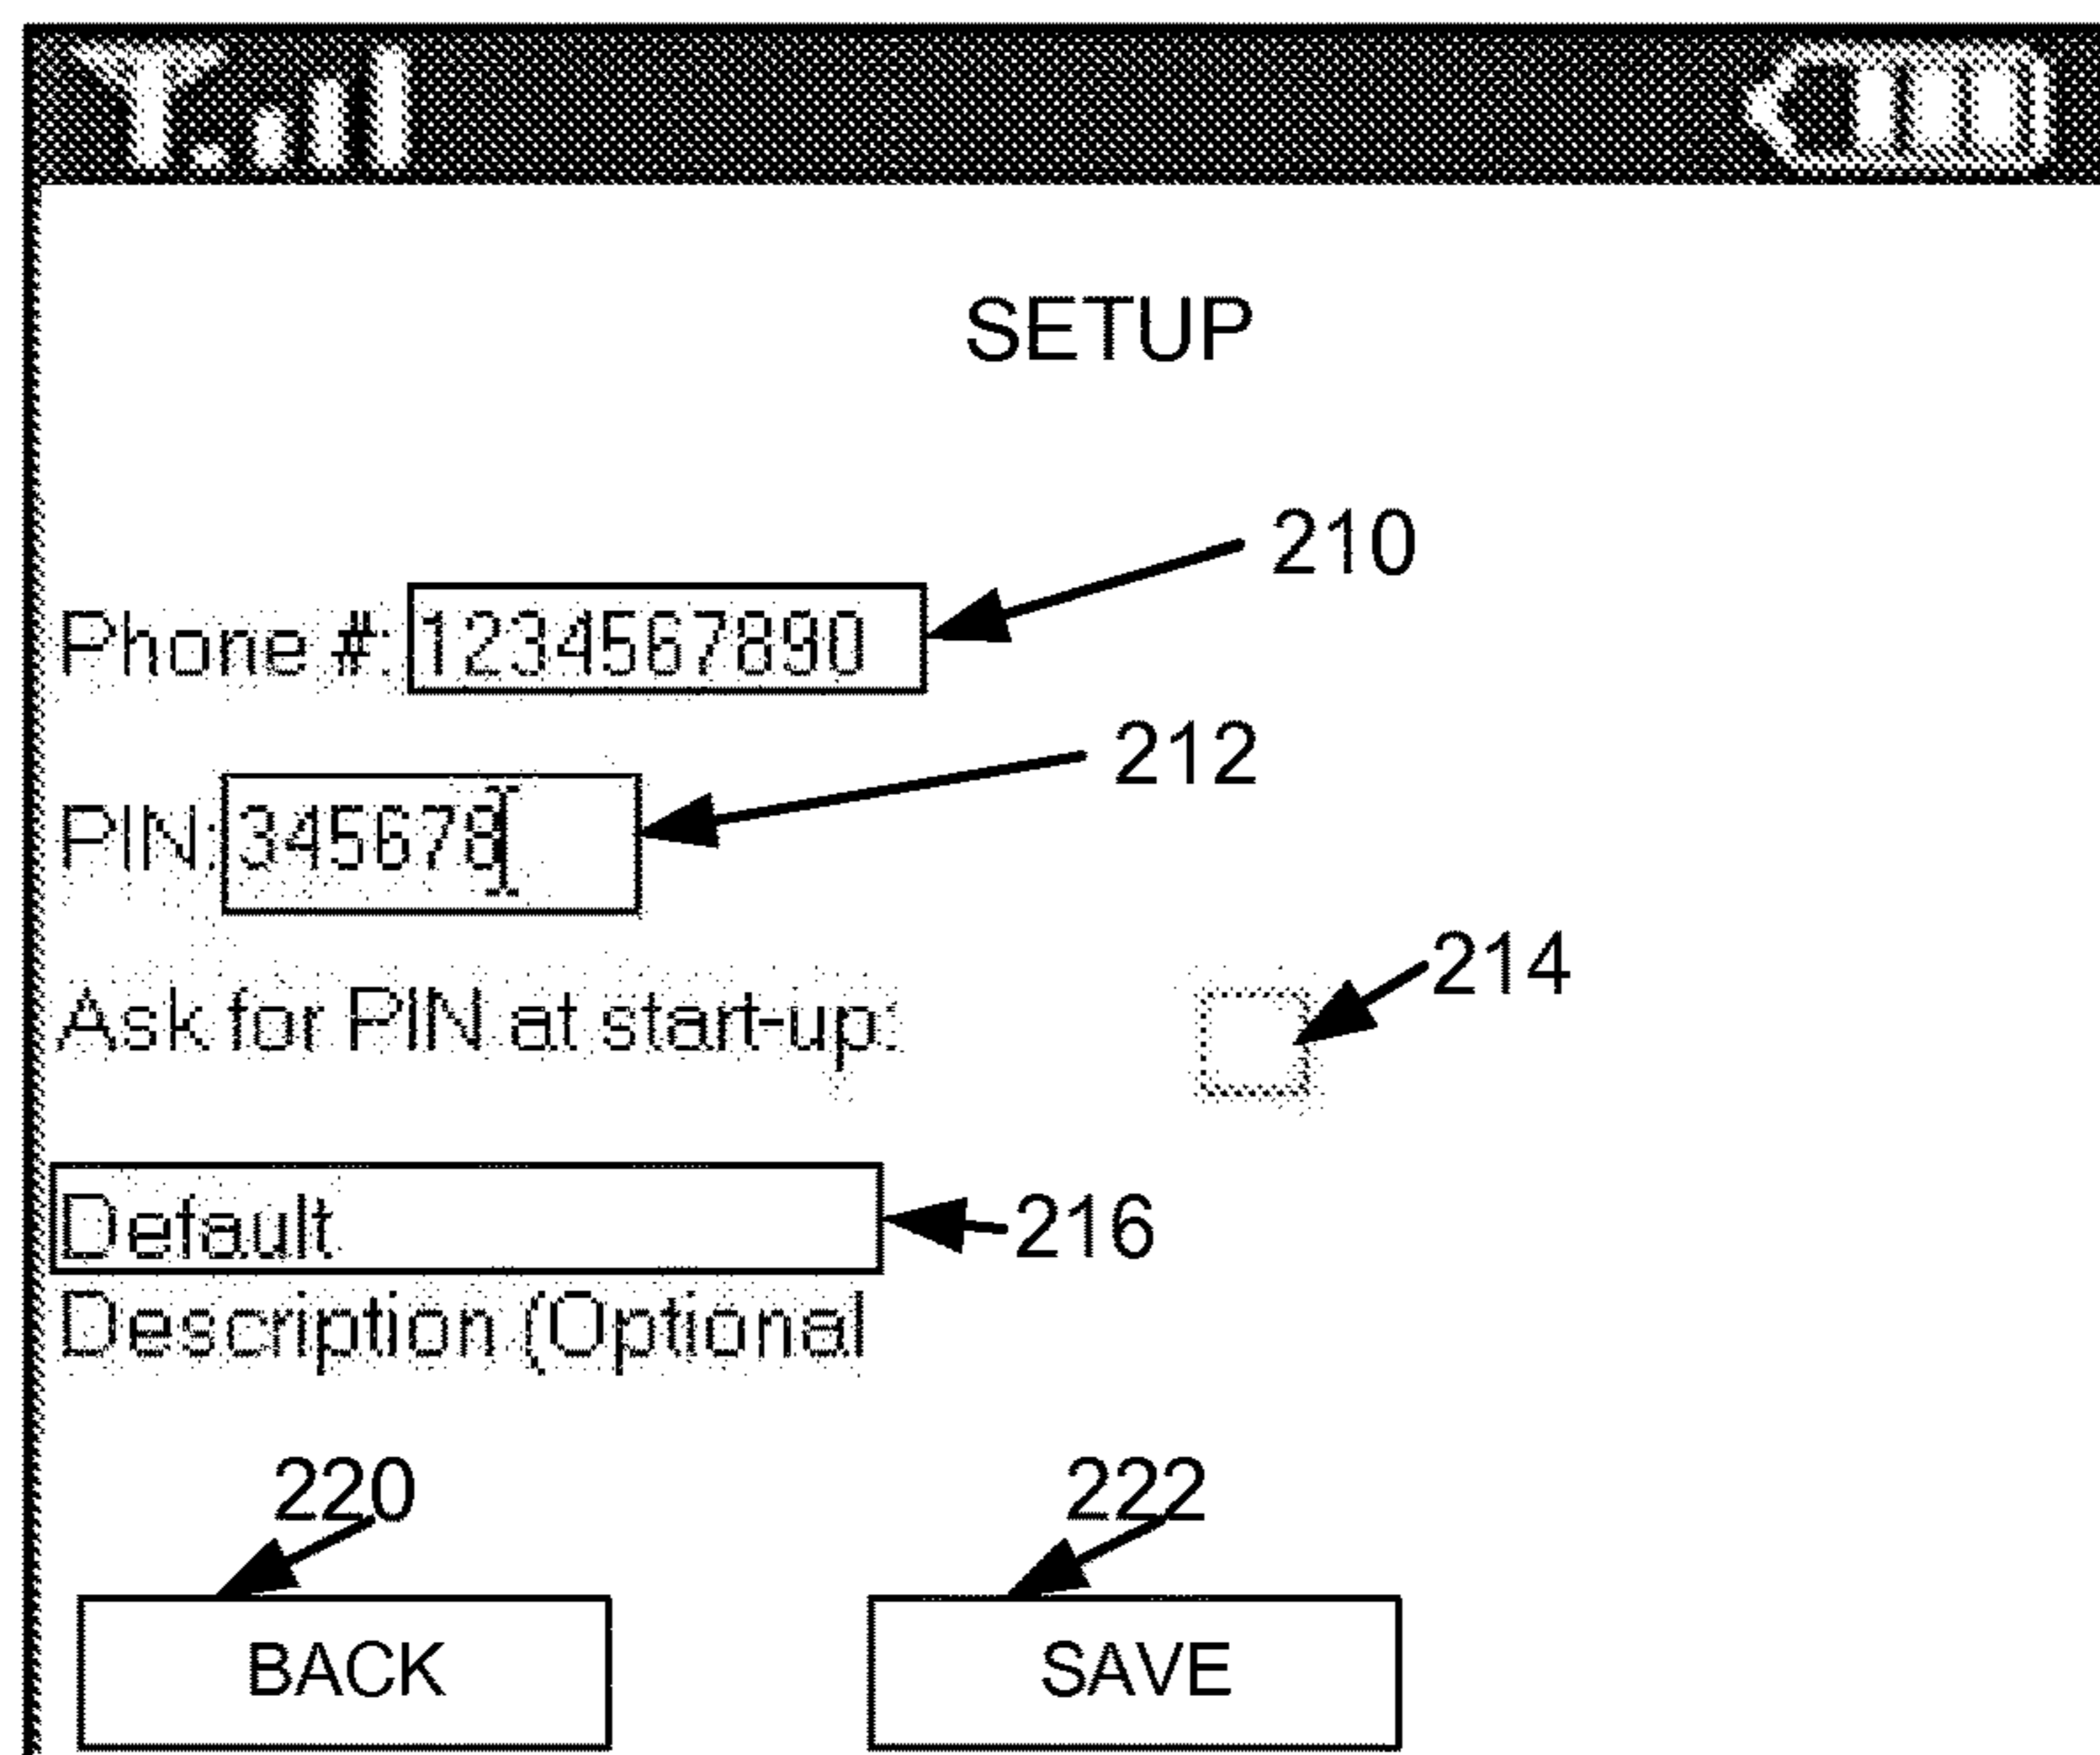 SETUP
210
Phone #: 1234567890
212
PIN: 345678
214
Ask for PIN at start-up:
Default
216
Description (Optional
220 222
BACK SAVE